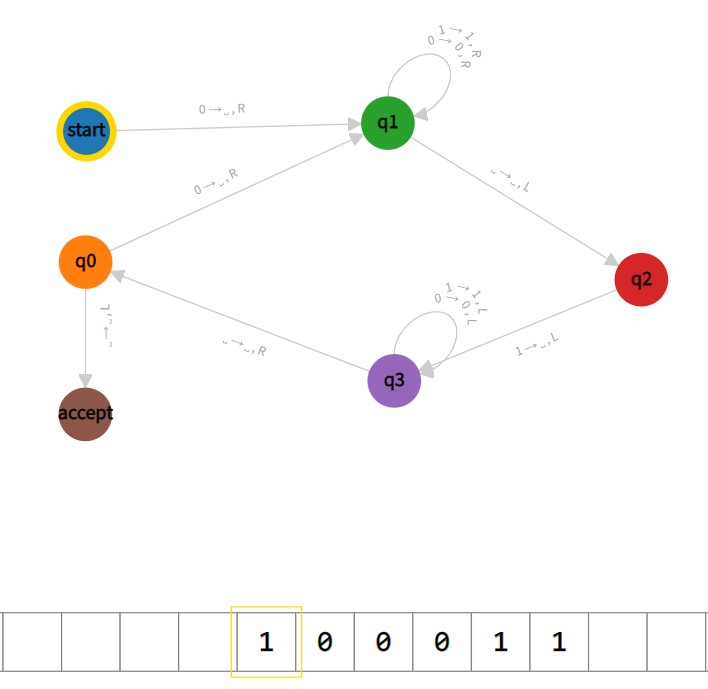 1→1,R
0→0,R
0→␣,R
start
q1
0→␣,R
␣→␣,L
q0
q2
1→1,L
0→0,L
␣→␣,L
␣→␣,R
1→␣,L
q3
accept
1 0 0 0 1 1